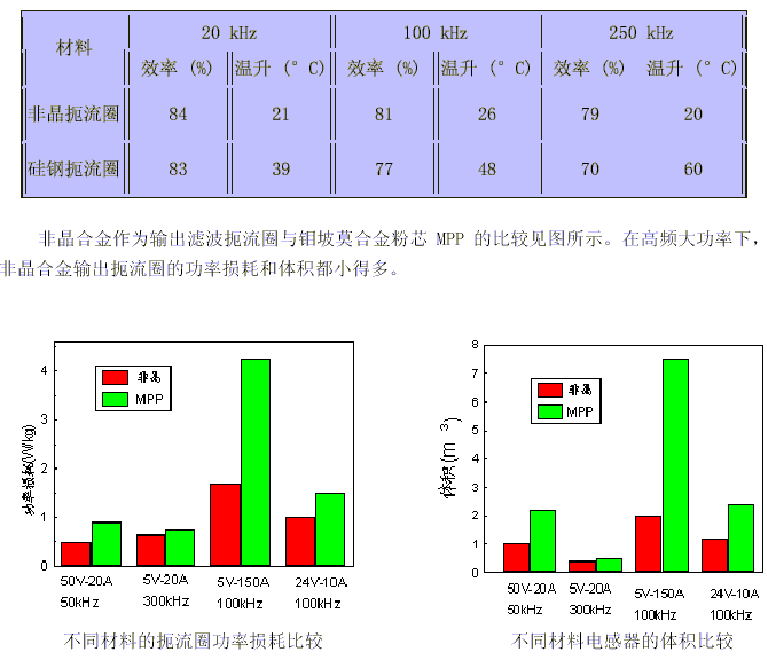 材料 20 kHz 100 kHz 250 kHz
效率 (%) 温升 (°C) 效率 (%) 温升 (°C) 效率 (%) 温升 (°C)
非晶扼流圈 84 21 81 26 79 20
硅钢扼流圈 83 39 77 48 70 60
非晶合金作为输出滤波扼流圈与钼坡莫合金粉芯 MPP 的比较见图所示。在高频大功率下，
非晶合金输出扼流圈的功率损耗和体积都小得多。
功率损耗(W/kg)
4
3
2
1
0
非晶
MPP
50V-20A 5V-20A 5V-150A 24V-10A
50kHz 300kHz 100kHz 100kHz
不同材料的扼流圈功率损耗比较
体积(m³)
8
7
6
5
4
3
2
1
0
非晶
MPP
50V-20A 5V-20A 5V-150A 24V-10A
50kHz 300kHz 100kHz 100kHz
不同材料电感器的体积比较